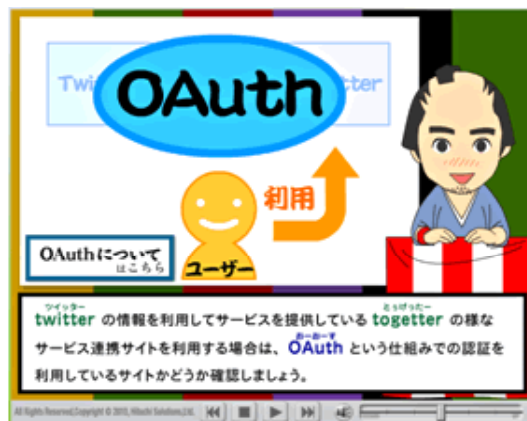 Twi
tter
OAuth
利用
OAuthについて
はこちら
ユーザー
ツイッター
とぅげったー
twitter の情報を利用してサービスを提供している togetter の様な
おーおーす
サービス連携サイトを利用する場合は、OAuth という仕組みでの認証を
利用しているサイトかどうか確認しましょう。
All Rights Reserved,Copyright © 2010, Hitachi Solutions,Ltd.